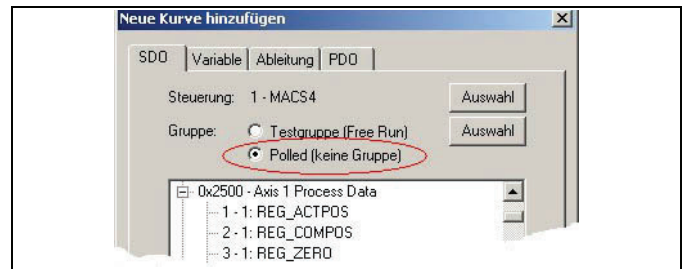 Neue Kurve hinzufügen
SDO Variable Ableitung PDO
Steuerung: 1 - MACS4 Auswahl
Gruppe: Testgruppe (Free Run) Auswahl
Polled (keine Gruppe)
0x2500 - Axis 1 Process Data
1 - 1: REG_ACTPOS
2 - 1: REG_COMPOS
3 - 1: REG_ZERO